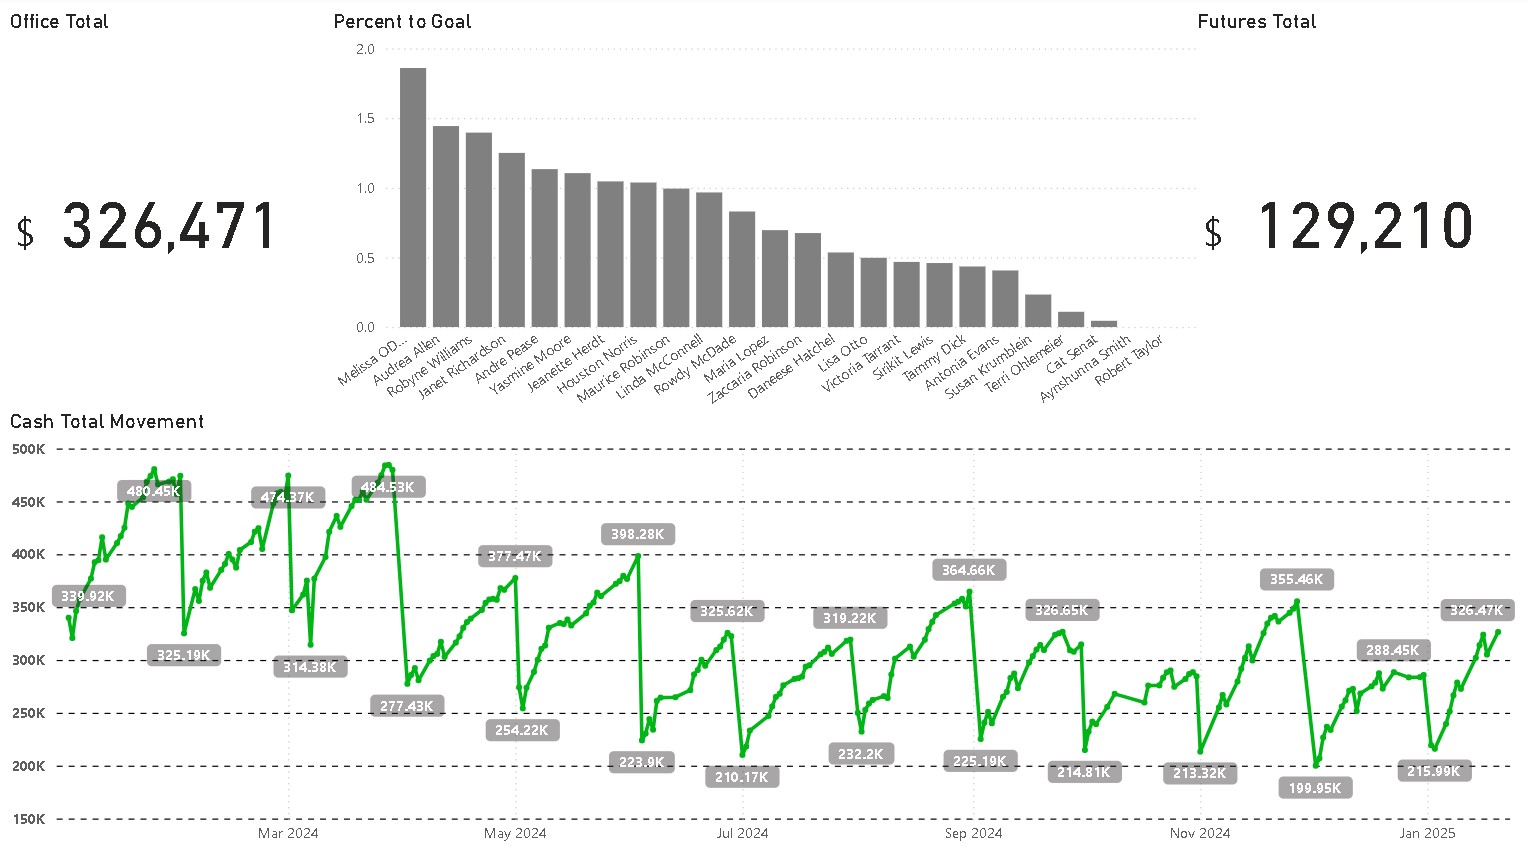 Office Total
$ 326,471
Percent to Goal
2.0
1.5
1.0
0.5
0.0
Melissa OD...
Audrea Allen
Robyne Williams
Janet Richardson
Andre Pease
Yasmine Moore
Jeanette Herdt
Houston Norris
Maurice Robinson
Linda McConnell
Rowdy McDade
Maria Lopez
Zaccaria Robinson
Daneese Hatchel
Lisa Otto
Victoria Tarrant
Sirikit Lewis
Tammy Dick
Antonia Evans
Susan Krumblein
Terri Ohlemeier
Cat Senat
Aynshunna Smith
Robert Taylor
Futures Total
$ 129,210
Cash Total Movement
500K
450K
400K
350K
300K
250K
200K
150K
339.92K
480.45K
325.19K
474.37K
314.38K
484.53K
277.43K
377.47K
254.22K
398.28K
223.9K
325.62K
210.17K
319.22K
232.2K
364.66K
225.19K
326.65K
214.81K
213.32K
355.46K
199.95K
288.45K
215.99K
326.47K
Mar 2024
May 2024
Jul 2024
Sep 2024
Nov 2024
Jan 2025